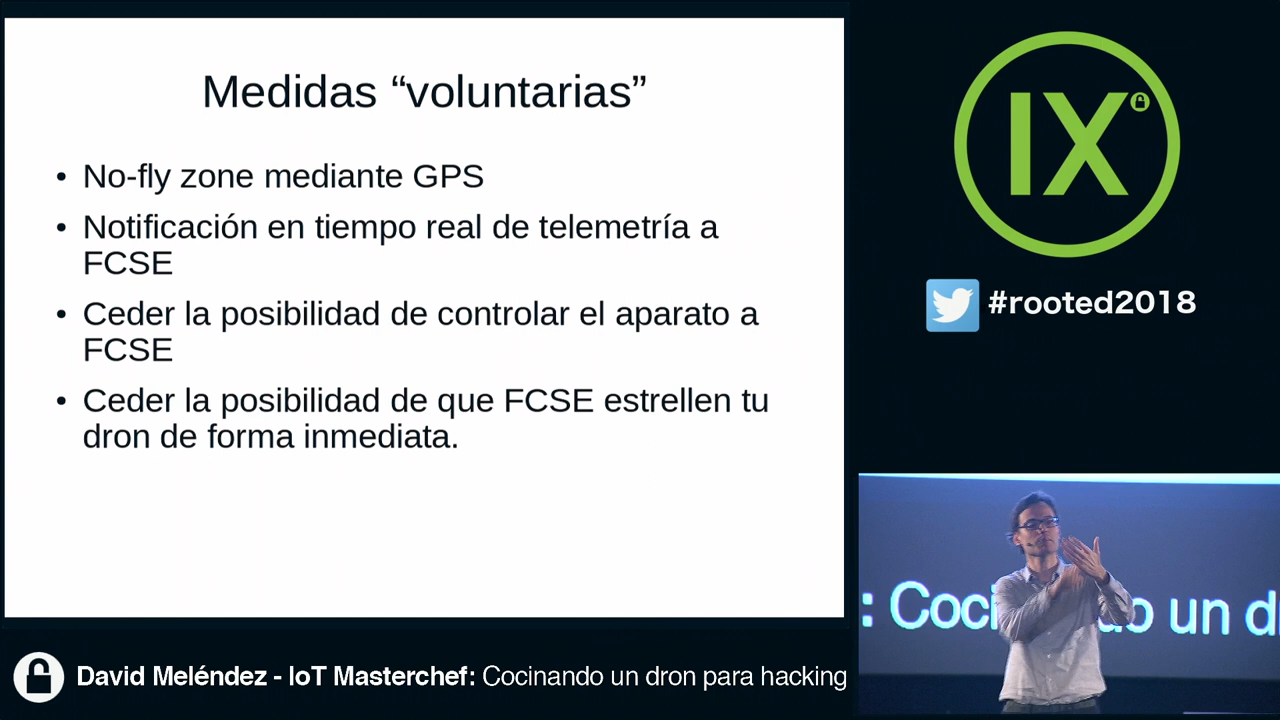 Medidas “voluntarias”
• No-fly zone mediante GPS
• Notificación en tiempo real de telemetría a
FCSE
• Ceder la posibilidad de controlar el aparato a
FCSE
• Ceder la posibilidad de que FCSE estrellen tu
dron de forma inmediata.
IX
#rooted2018
: Coci do un d
David Meléndez - IoT Masterchef: Cocinando un dron para hacking